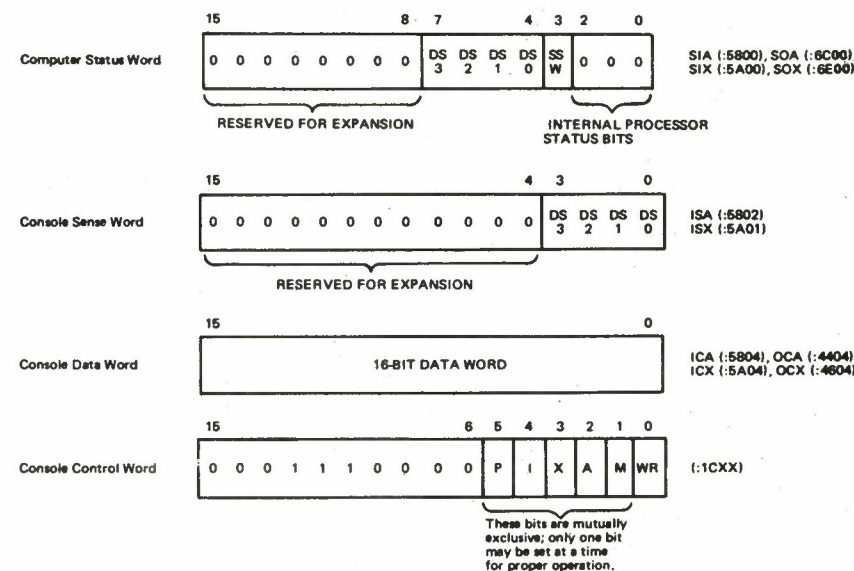 15 8 7 4 3 2 0
Computer Status Word 0 0 0 0 0 0 0 0 DS 3 DS 2 DS 1 DS 0 SS W 0 0 0 SIA (:5800), SOA (:6C00)
SIX (:5A00), SOX (:6E00)
RESERVED FOR EXPANSION INTERNAL PROCESSOR
STATUS BITS
15 4 3 0
Console Sense Word 0 0 0 0 0 0 0 0 0 0 0 0 DS 3 DS 2 DS 1 DS 0 ISA (:5802)
ISX (:5A01)
RESERVED FOR EXPANSION
15 0
Console Data Word 16-BIT DATA WORD ICA (:5804), OCA (:4404)
ICX (:5A04), OCX (:4604)
15 6 5 4 3 2 1 0
Console Control Word 0 0 0 1 1 1 0 0 0 0 P I X A M WR (:1CXX)
These bits are mutually
exclusive; only one bit
may be set at a time
for proper operation.